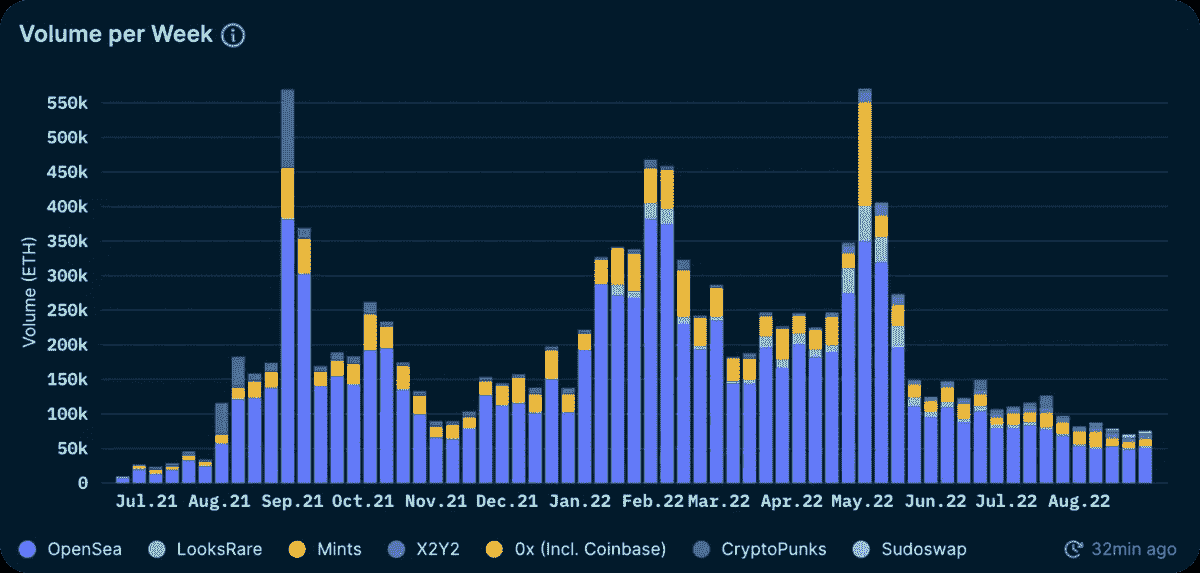 Volume per Week
550k
500k
450k
400k
350k
300k
250k
200k
150k
100k
50k
0
Volume (ETH)
Jul.21 Aug.21 Sep.21 Oct.21 Nov.21 Dec.21 Jan.22 Feb.22 Mar.22 Apr.22 May.22 Jun.22 Jul.22 Aug.22
OpenSea LooksRare Mints X2Y2 0x (Incl. Coinbase) CryptoPunks Sudoswap 32min ago